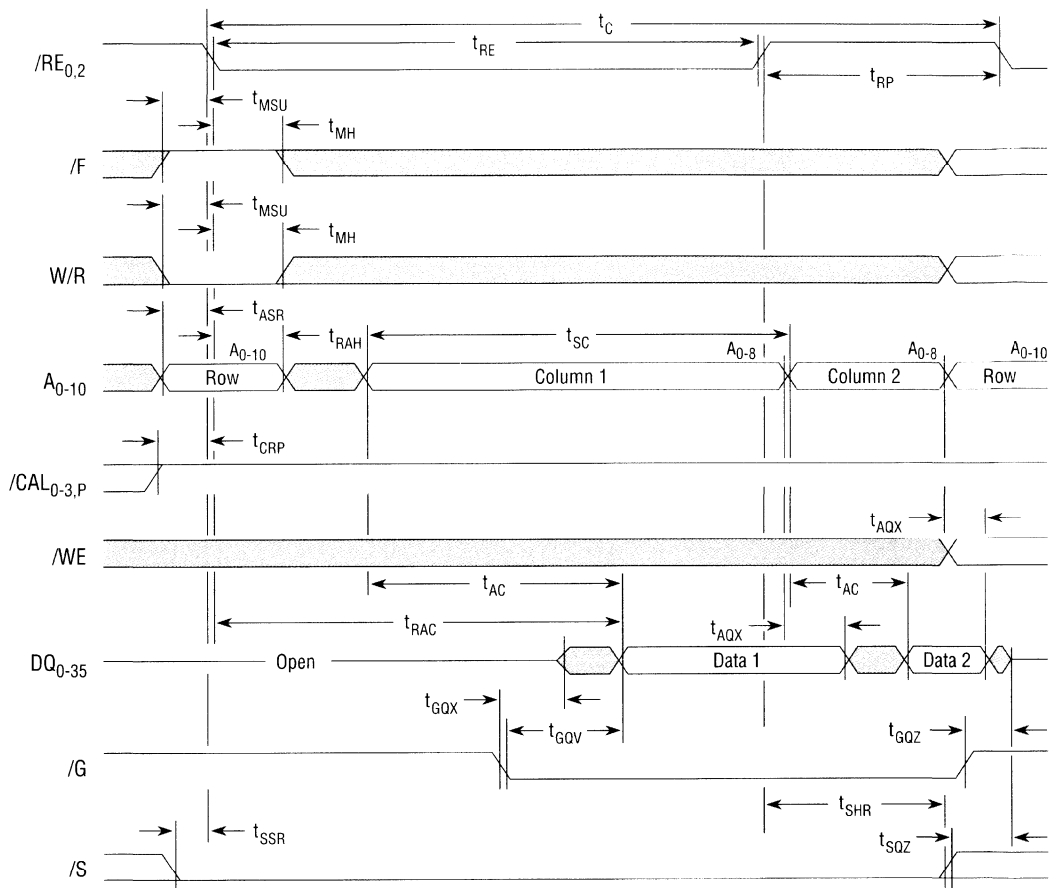 t_C
t_RE
/RE_0,2
t_RP
t_MSU
t_MH
/F
t_MSU
t_MH
W/R
t_ASR
t_RAH
t_SC
A_0-10
A_0-8
A_0-8
A_0-10
A_0-10
Row
Column 1
Column 2
Row
t_CRP
/CAL_0-3,P
t_AQX
/WE
t_AC
t_AC
t_RAC
t_AQX
DQ_0-35
Open
Data 1
Data 2
t_GQX
t_GQV
t_GQZ
/G
t_SHR
t_SSR
t_SQZ
/S